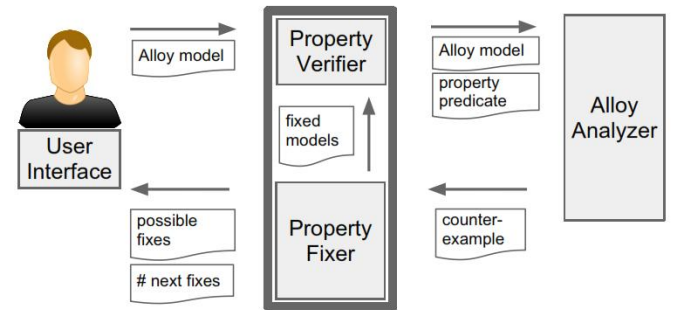 Alloy model
Property
Verifier
Alloy model
property
predicate
Alloy
Analyzer
User
Interface
fixed
models
possible
fixes
# next fixes
Property
Fixer
counter-
example